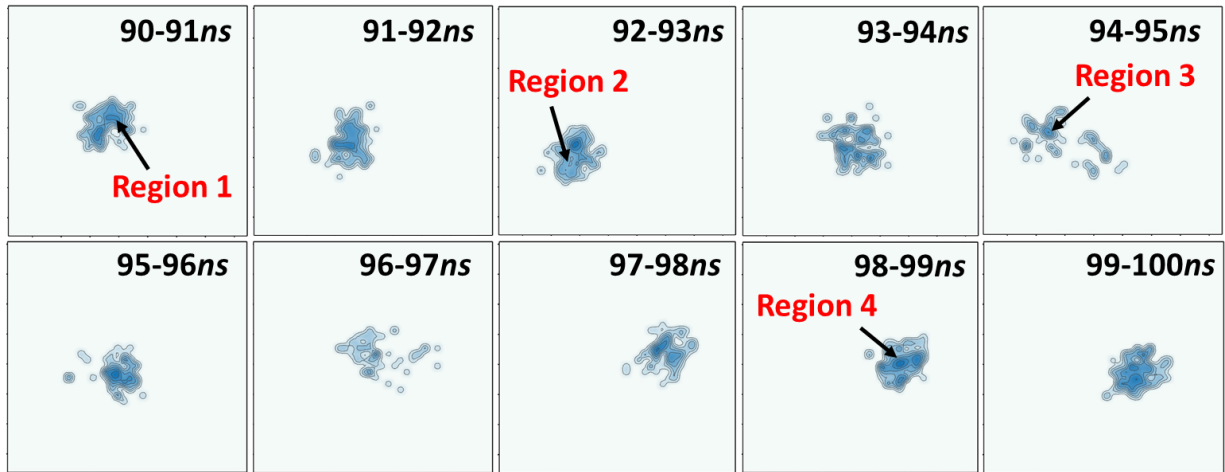 90-91ns
91-92ns
92-93ns
93-94ns
94-95ns
Region 1
Region 2
Region 3
95-96ns
96-97ns
97-98ns
98-99ns
99-100ns
Region 4